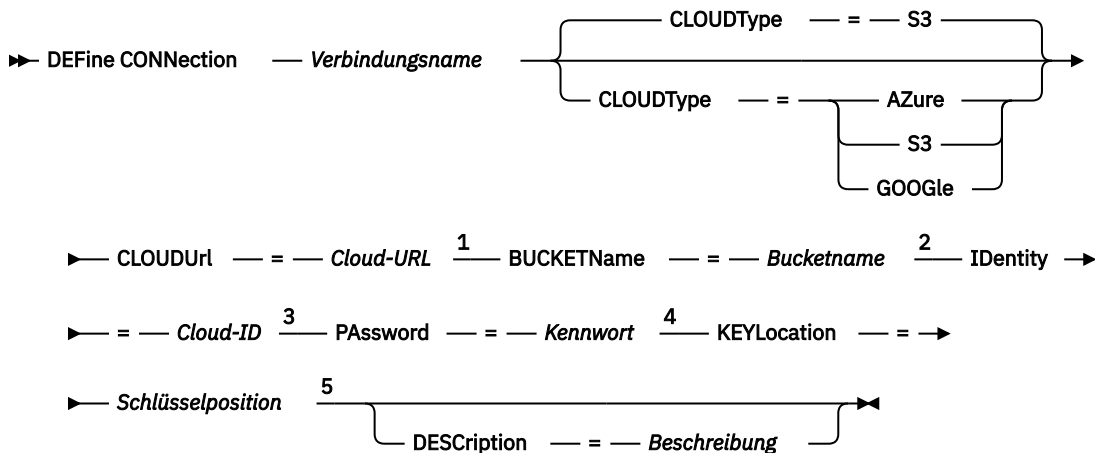 CLOUDType = S3
DEFine CONNection Verbindungsname
CLOUDType = AZure
S3
GOOGle
CLOUDUrl = Cloud-URL 1 BUCKETName = Bucketname 2 IDentity
= Cloud-ID 3 PAssword = Kennwort 4 KEYLocation =
Schlüsselposition 5
DESCription = Beschreibung